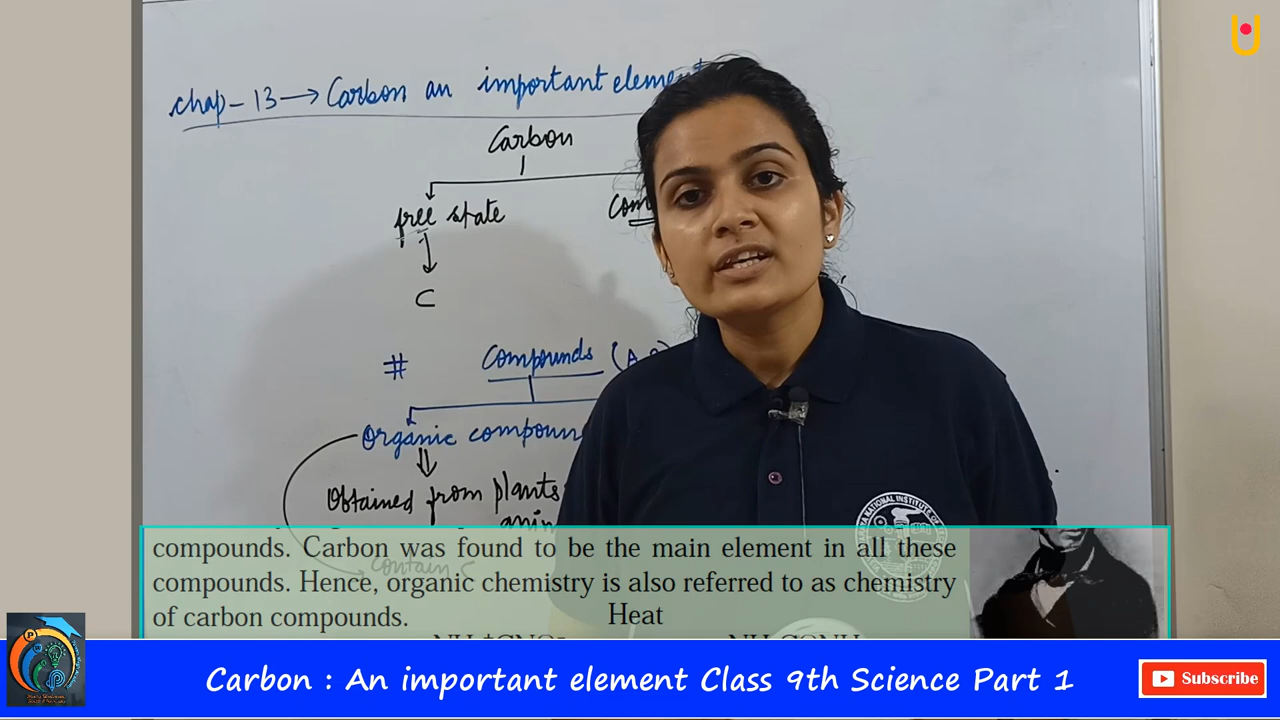 chap-13 → Carbon an important element
Carbon
free state
C
# Compounds
Organic compoun
Obtained from plants
compounds. Carbon was found to be the main element in all these
compounds. Hence, organic chemistry is also referred to as chemistry
of carbon compounds.
Heat
Carbon : An important element Class 9th Science Part 1
Subscribe